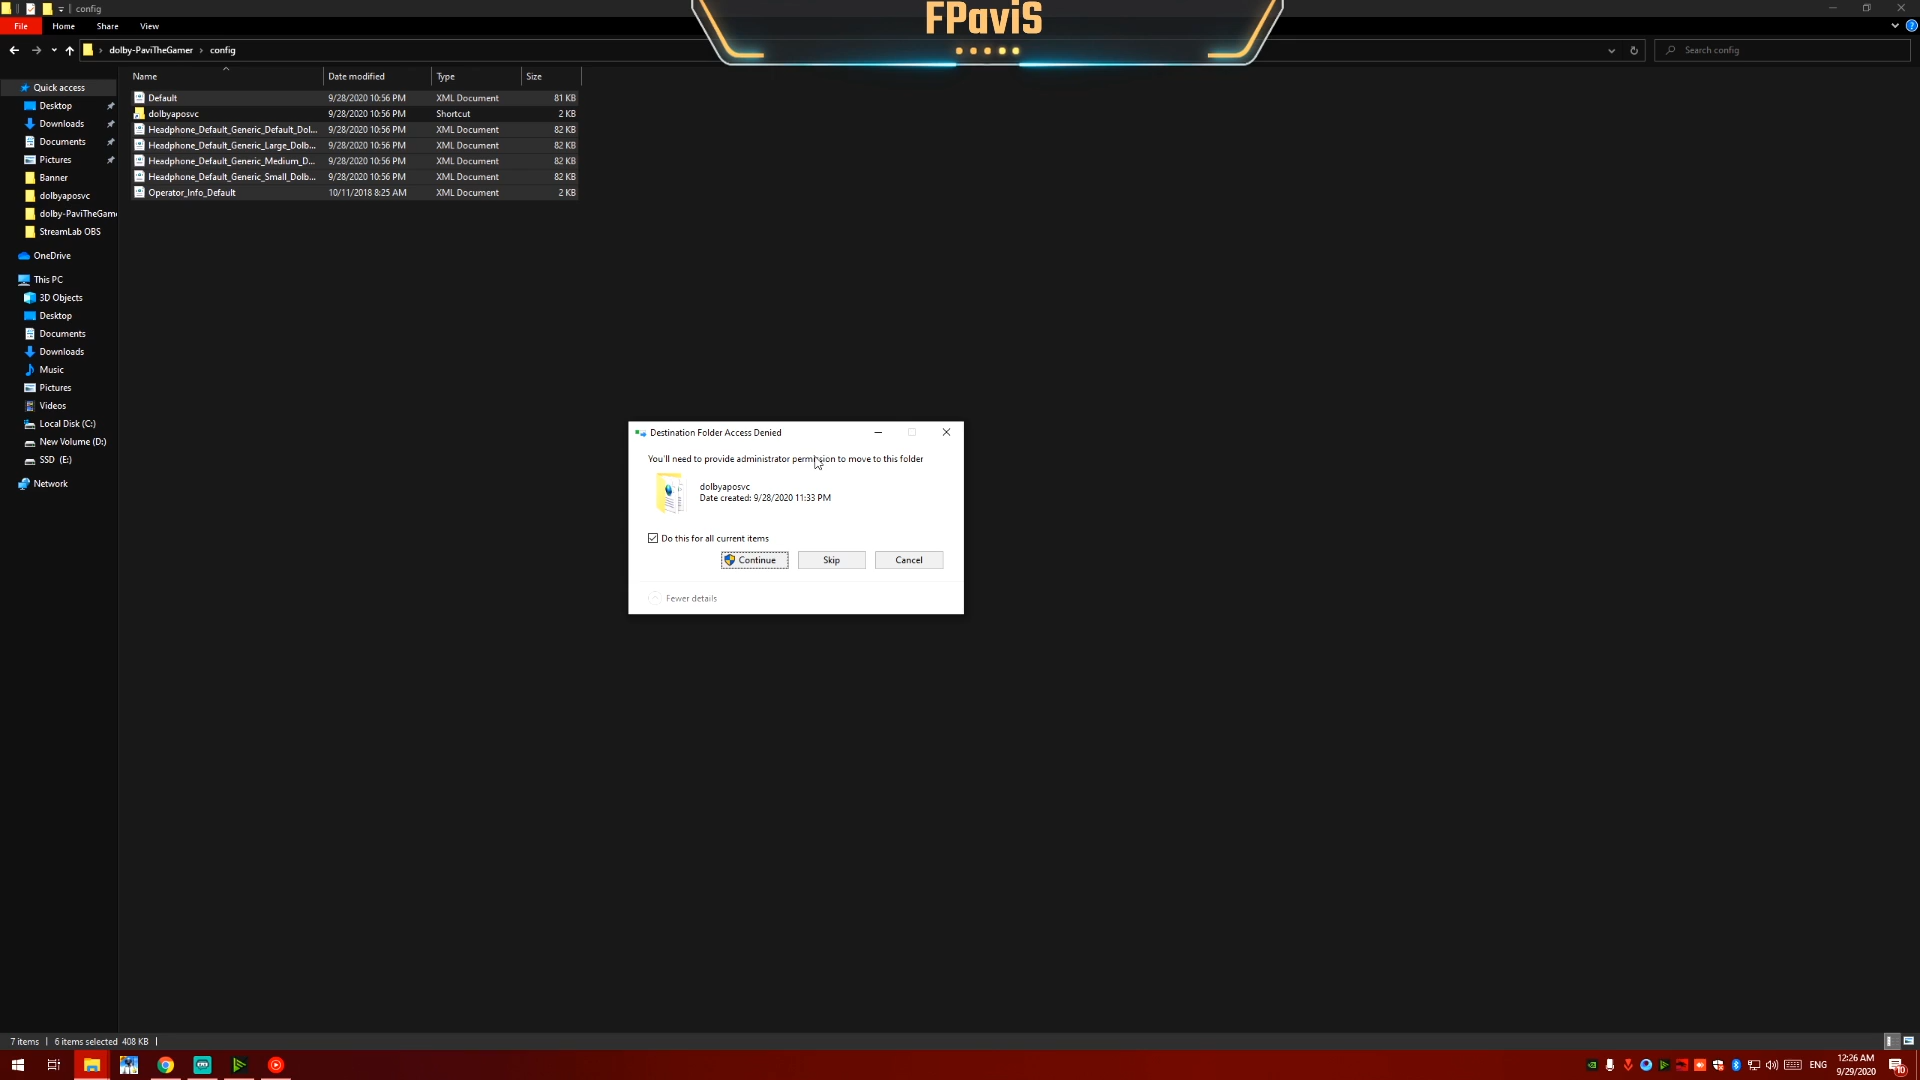 config
FPaviS
File Home Share View
dolby-PaviTheGamer › config
Search config
Name Date modified Type Size
Quick access
Desktop
Downloads
Documents
Pictures
Banner
dolbyaposvc
dolby-PaviTheGame
StreamLab OBS
OneDrive
This PC
3D Objects
Desktop
Documents
Downloads
Music
Pictures
Videos
Local Disk (C:)
New Volume (D:)
SSD (E:)
Network
Default 9/28/2020 10:56 PM XML Document 81 KB
dolbyaposvc 9/28/2020 10:56 PM Shortcut 2 KB
Headphone_Default_Generic_Default_Dol... 9/28/2020 10:56 PM XML Document 82 KB
Headphone_Default_Generic_Large_Dolb... 9/28/2020 10:56 PM XML Document 82 KB
Headphone_Default_Generic_Medium_D... 9/28/2020 10:56 PM XML Document 82 KB
Headphone_Default_Generic_Small_Dolb... 9/28/2020 10:56 PM XML Document 82 KB
Operator_Info_Default 10/11/2018 8:25 AM XML Document 2 KB
Destination Folder Access Denied
You'll need to provide administrator permission to move to this folder
dolbyaposvc
Date created: 9/28/2020 11:33 PM
Do this for all current items
Continue Skip Cancel
Fewer details
7 items 6 items selected 408 KB
ENG
12:26 AM
9/29/2020
10